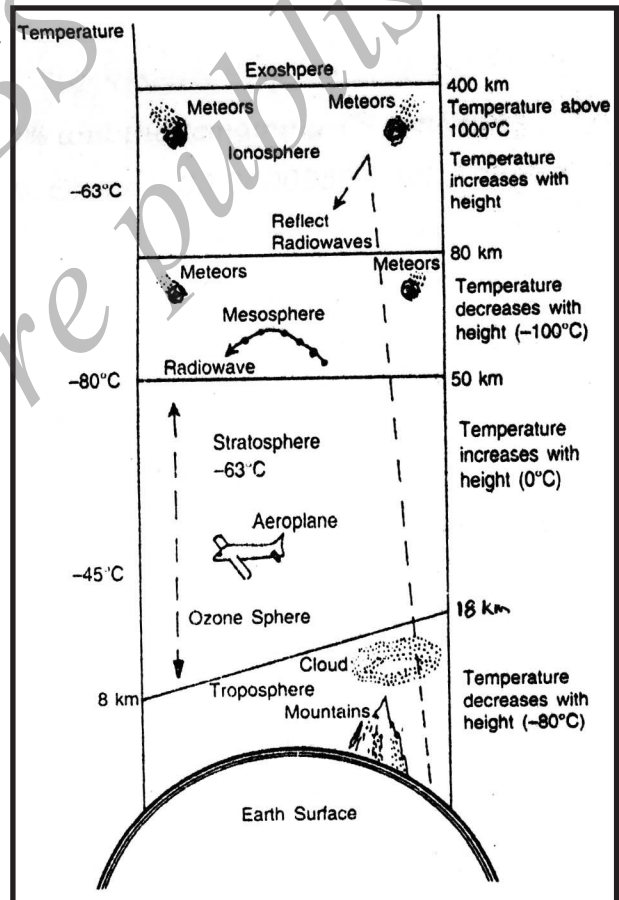 Temperature
Exoshpere
400 km
Meteors
Meteors
Temperature above
1000°C
Ionosphere
Temperature
increases with
height
–63°C
Reflect
Radiowaves
80 km
Meteors
Meteors
Temperature
decreases with
height (–100°C)
Mesosphere
Radiowave
–80°C
50 km
Stratosphere
–63°C
Temperature
increases with
height (0°C)
Aeroplane
–45°C
Ozone Sphere
18 km
Cloud
Troposphere
8 km
Mountains
Temperature
decreases with
height (–80°C)
Earth Surface
re publis